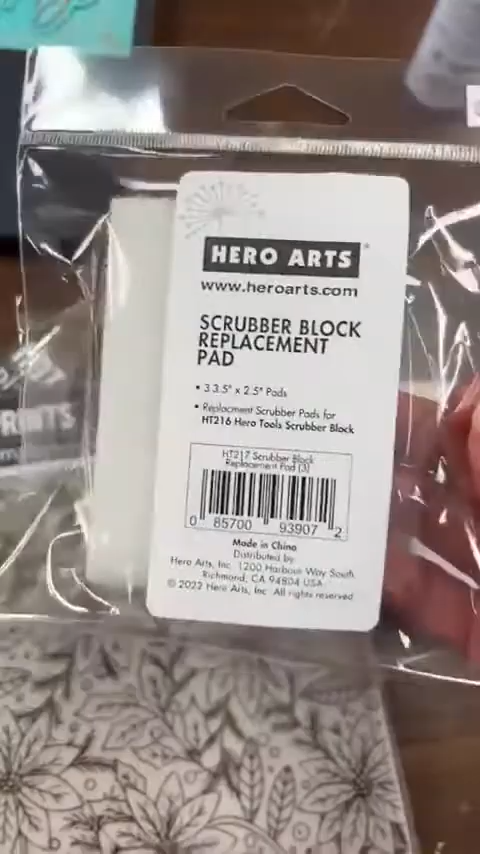 HERO ARTS
www.heroarts.com
SCRUBBER BLOCK
REPLACEMENT
PAD
• 3 3.5" x 2.5" Pads
• Replacment Scrubber Pads for
HT216 Hero Tools Scrubber Block
HT217 Scrubber Block
Replacement Pad (3)
0 85700 93907 2
Made in China
Distributed by
Hero Arts, Inc. 1200 Harbour Way South
Richmond, CA 94804 USA
© 2022 Hero Arts, Inc. All rights reserved